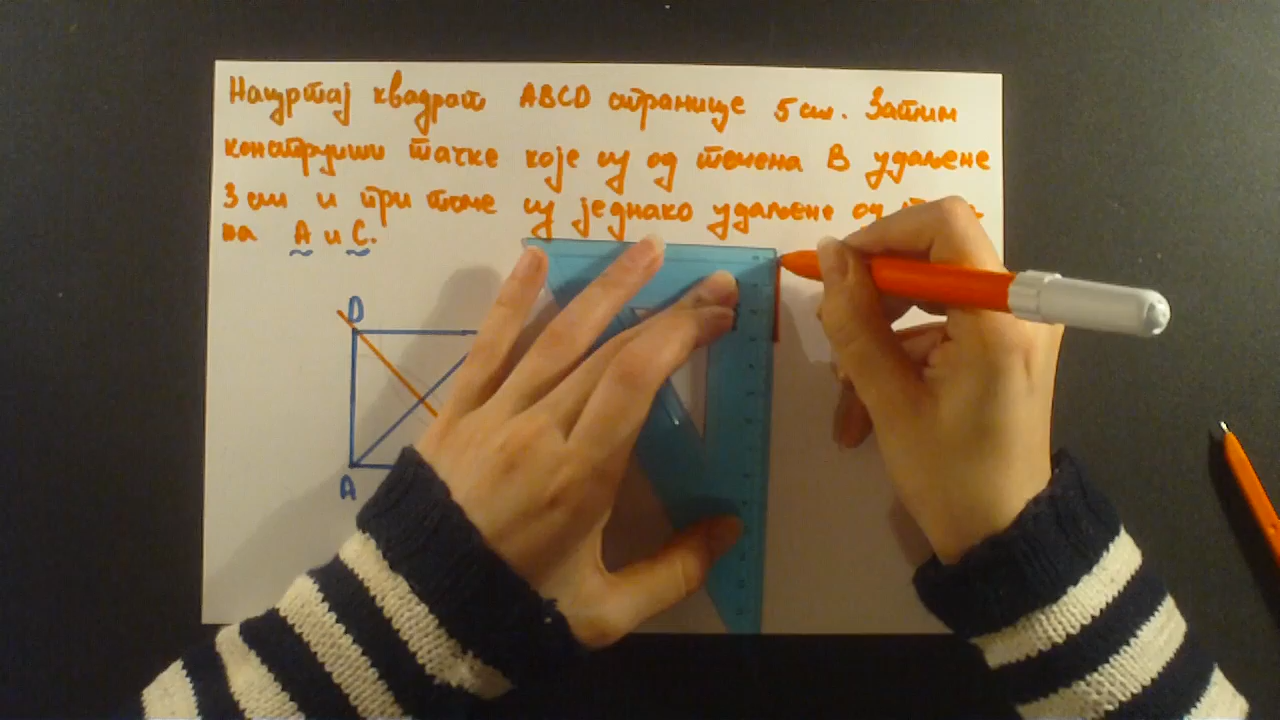 Нацртај квадрат ABCD странице 5 cm. Затим
конструиши тачке које су од темена B удаљене
3 cm и при томе су једнако удаљене од
на A и C.
D
A